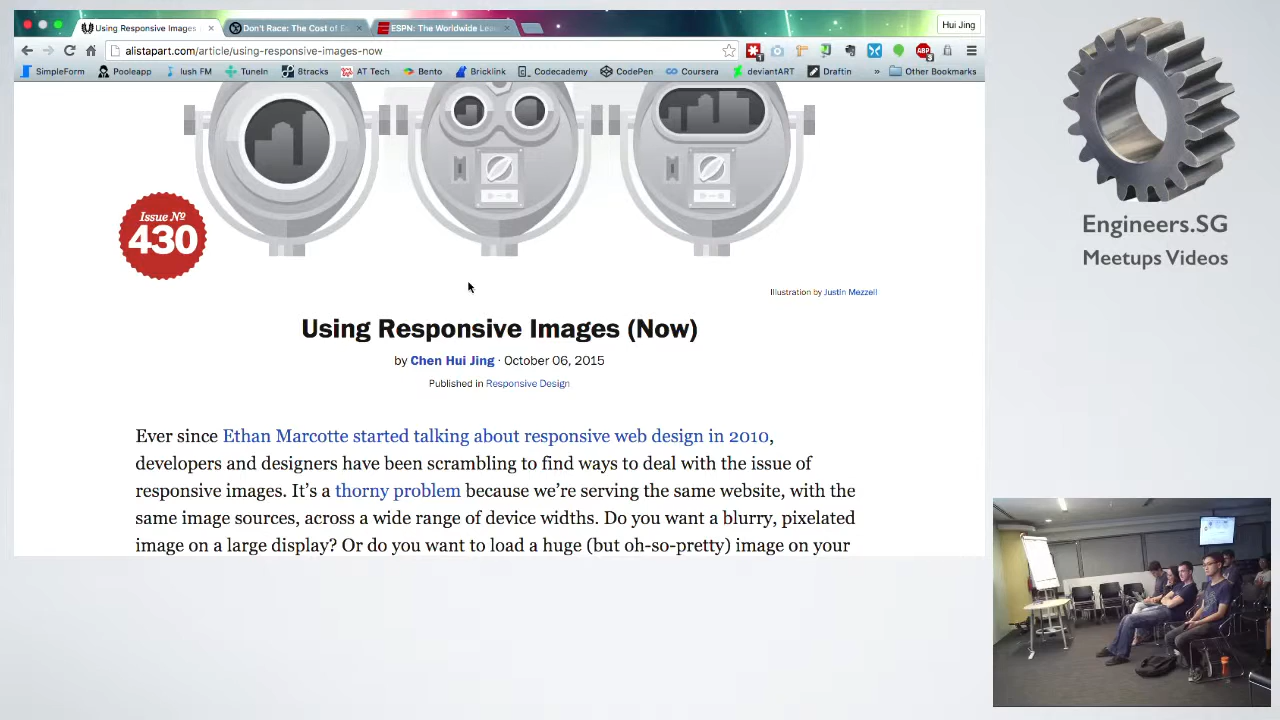 Using Responsive Images
Don't Race: The Cost of
ESPN: The Worldwide Lea
Hui Jing
alistapart.com/article/using-responsive-images-now
SimpleForm
Pooleapp
lush FM
TuneIn
8tracks
AT Tech
Bento
Bricklink
Codecademy
CodePen
Coursera
deviantART
Draftin
»
Other Bookmarks
Issue Nº
430
Illustration by Justin Mezzell
Using Responsive Images (Now)
by Chen Hui Jing · October 06, 2015
Published in Responsive Design
Ever since Ethan Marcotte started talking about responsive web design in 2010,
developers and designers have been scrambling to find ways to deal with the issue of
responsive images. It's a thorny problem because we're serving the same website, with the
same image sources, across a wide range of device widths. Do you want a blurry, pixelated
image on a large display? Or do you want to load a huge (but oh-so-pretty) image on your
Engineers.SG
Meetups Videos